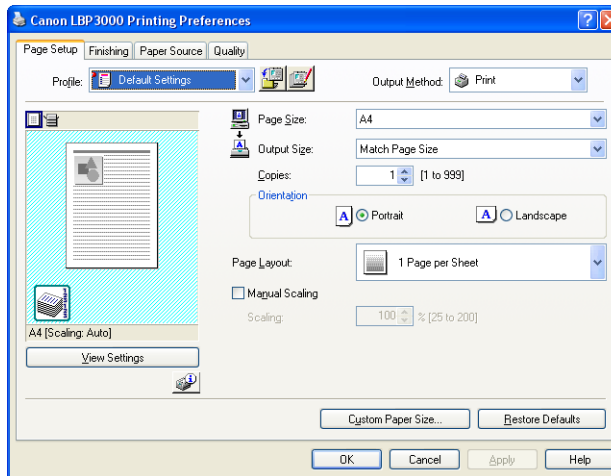 Canon LBP3000 Printing Preferences
Page Setup Finishing Paper Source Quality
Profile: Default Settings Output Method: Print
Page Size: A4
Output Size: Match Page Size
Copies: 1 [1 to 999]
Orientation
A Portrait A Landscape
Page Layout: 1 Page per Sheet
Manual Scaling
Scaling: 100 % [25 to 200]
A4 [Scaling: Auto]
View Settings
Custom Paper Size... Restore Defaults
OK Cancel Apply Help